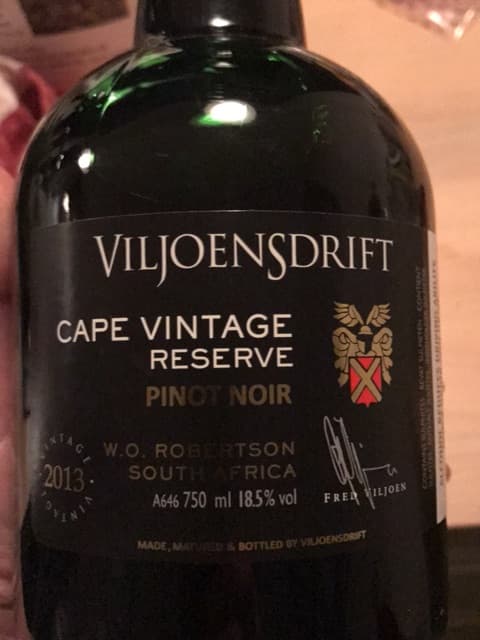 VILJOENSDRIFT
CAPE VINTAGE
RESERVE
PINOT NOIR
W.O. ROBERTSON
SOUTH AFRICA
VINTAGE
2013
VINTAGE
A646 750 ml 18.5% vol
FRED VILJOEN
MADE, MATURED & BOTTLED BY VILJOENSDRIFT